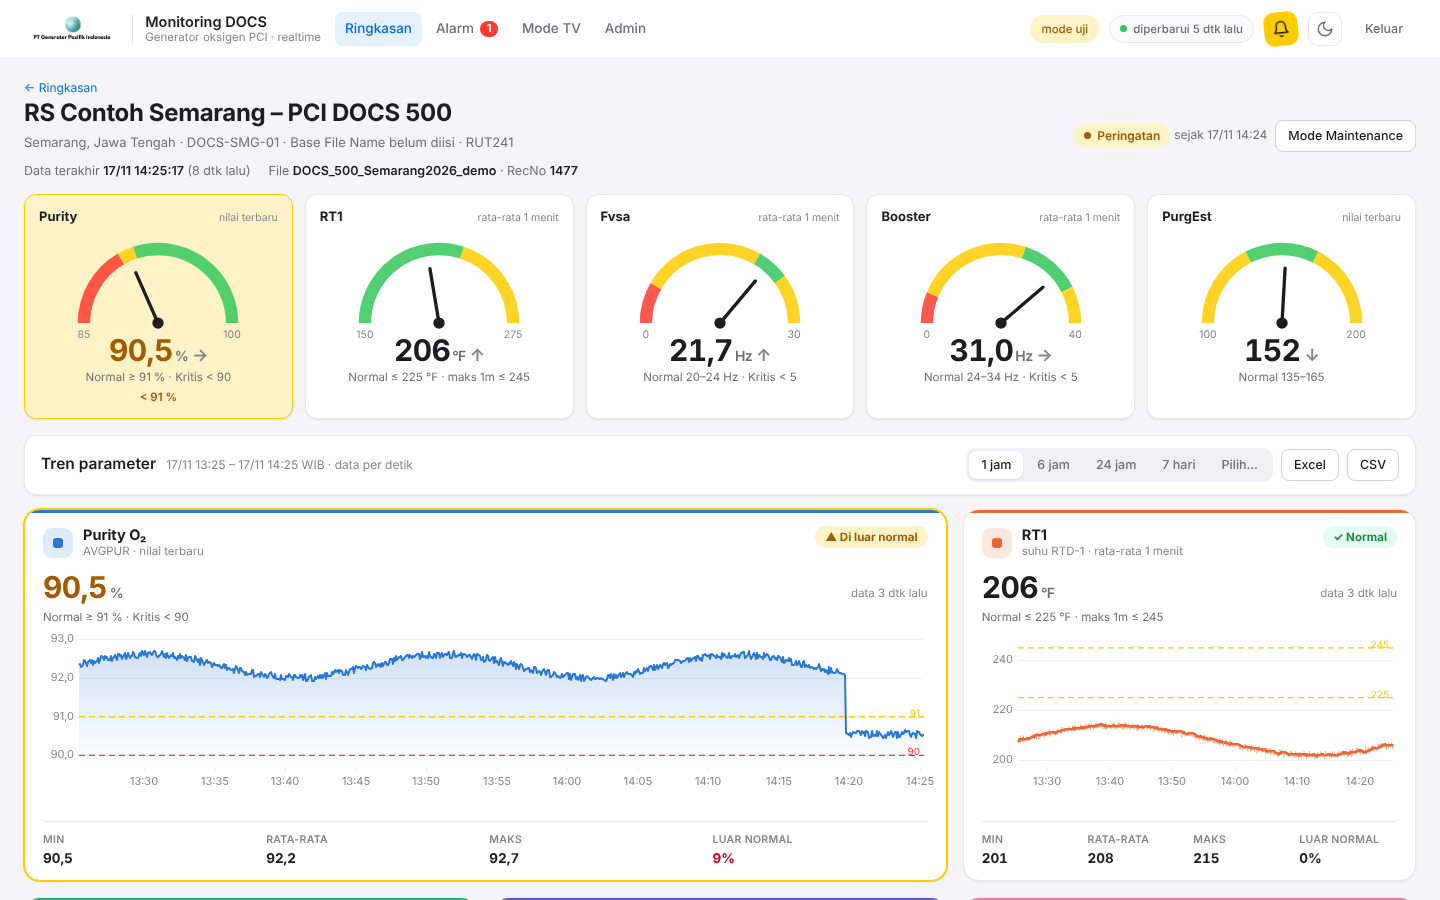 PT Generator Pasifik Indonesia
Monitoring DOCS
Generator oksigen PCI · realtime
Ringkasan
Alarm 1
Mode TV
Admin
mode uji
diperbarui 5 dtk lalu
Keluar
← Ringkasan
RS Contoh Semarang – PCI DOCS 500
Semarang, Jawa Tengah · DOCS-SMG-01 · Base File Name belum diisi · RUT241
Peringatan sejak 17/11 14:24
Mode Maintenance
Data terakhir 17/11 14:25:17 (8 dtk lalu) File DOCS_500_Semarang2026_demo · RecNo 1477
Purity nilai terbaru
85 100
90,5 % →
Normal ≥ 91 % · Kritis < 90
< 91 %
RT1 rata-rata 1 menit
150 275
206 °F ↑
Normal ≤ 225 °F · maks 1m ≤ 245
Fvsa rata-rata 1 menit
0 30
21,7 Hz ↑
Normal 20–24 Hz · Kritis < 5
Booster rata-rata 1 menit
0 40
31,0 Hz →
Normal 24–34 Hz · Kritis < 5
PurgEst nilai terbaru
100 200
152 ↓
Normal 135–165
Tren parameter 17/11 13:25 – 17/11 14:25 WIB · data per detik
1 jam 6 jam 24 jam 7 hari Pilih... Excel CSV
Purity O₂
AVGPUR · nilai terbaru
▲ Di luar normal
90,5 %
data 3 dtk lalu
Normal ≥ 91 % · Kritis < 90
93,0
92,0
91,0
91
90,0
90
13:30 13:35 13:40 13:45 13:50 13:55 14:00 14:05 14:10 14:15 14:20 14:25
MIN RATA-RATA MAKS LUAR NORMAL
90,5 92,2 92,7 9%
RT1
suhu RTD-1 · rata-rata 1 menit
✓ Normal
206 °F
data 3 dtk lalu
Normal ≤ 225 °F · maks 1m ≤ 245
245
240
225
220
200
13:30 13:40 13:50 14:00 14:10 14:20
MIN RATA-RATA MAKS LUAR NORMAL
201 208 215 0%